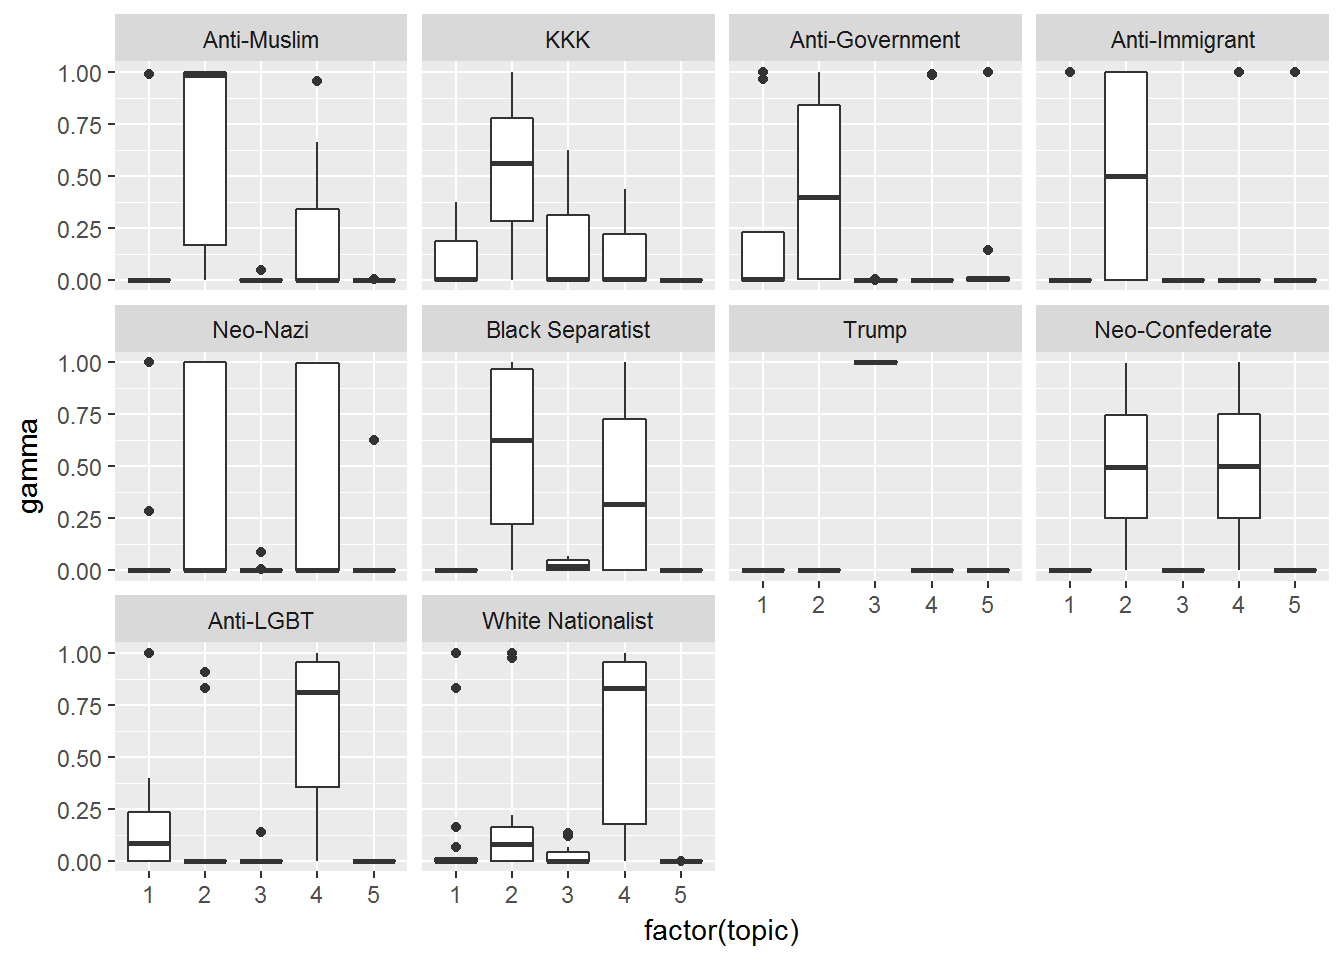 Anti-Muslim KKK Anti-Government Anti-Immigrant
1.00
0.75
0.50
0.25
0.00
Neo-Nazi Black Separatist Trump Neo-Confederate
1.00
0.75
0.50
0.25
0.00
1 2 3 4 5 1 2 3 4 5
gamma
Anti-LGBT White Nationalist
1.00
0.75
0.50
0.25
0.00
1 2 3 4 5 1 2 3 4 5
factor(topic)